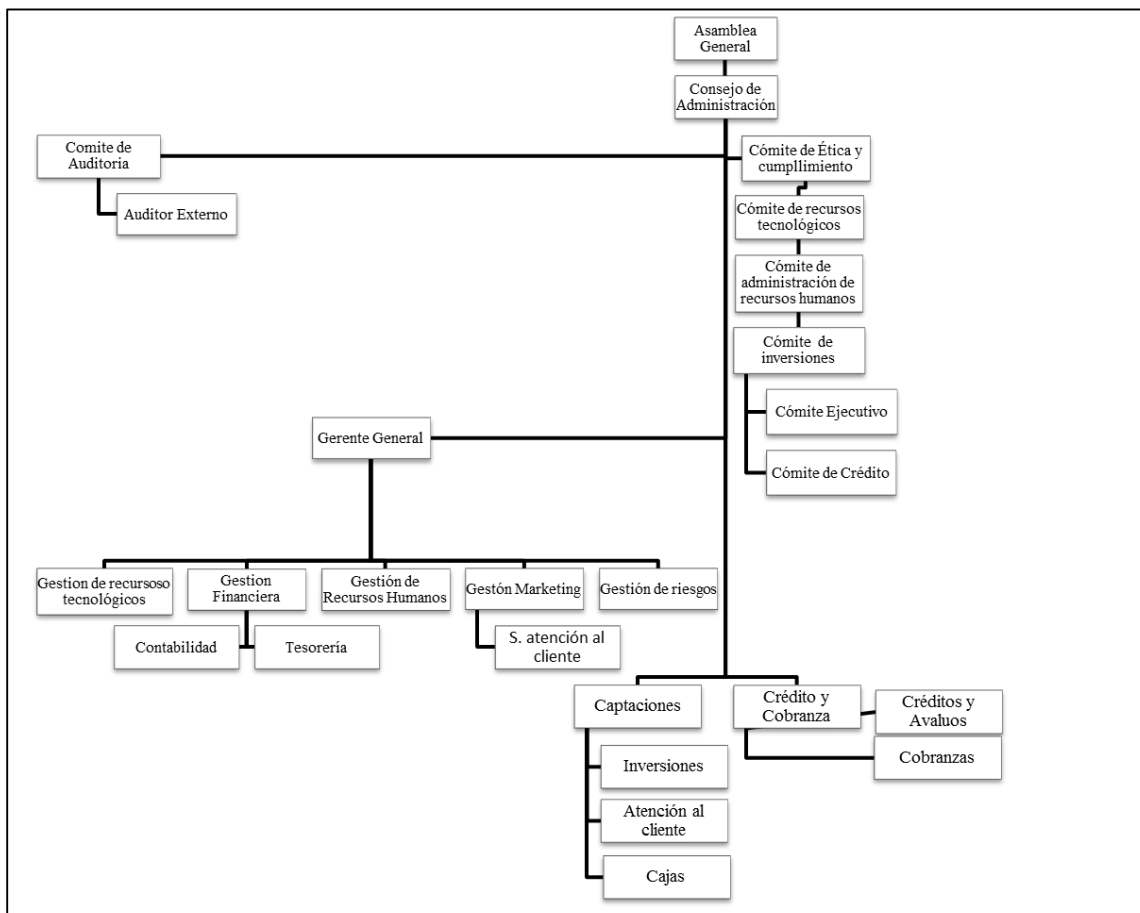 Asamblea
General
Consejo de
Administración
Comite de
Auditoria
Auditor Externo
Cómite de Ética y
cumpllimiento
Cómite de recursos
tecnológicos
Cómite de
administración de
recursos humanos
Cómite de
inversiones
Cómite Ejecutivo
Cómite de Crédito
Gerente General
Gestion de recursoso
tecnológicos
Gestion
Financiera
Gestión de
Recursos Humanos
Gestón Marketing
Gestión de riesgos
Contabilidad
Tesorería
S. atención al
cliente
Captaciones
Crédito y
Cobranza
Créditos y
Avaluos
Cobranzas
Inversiones
Atención al
cliente
Cajas